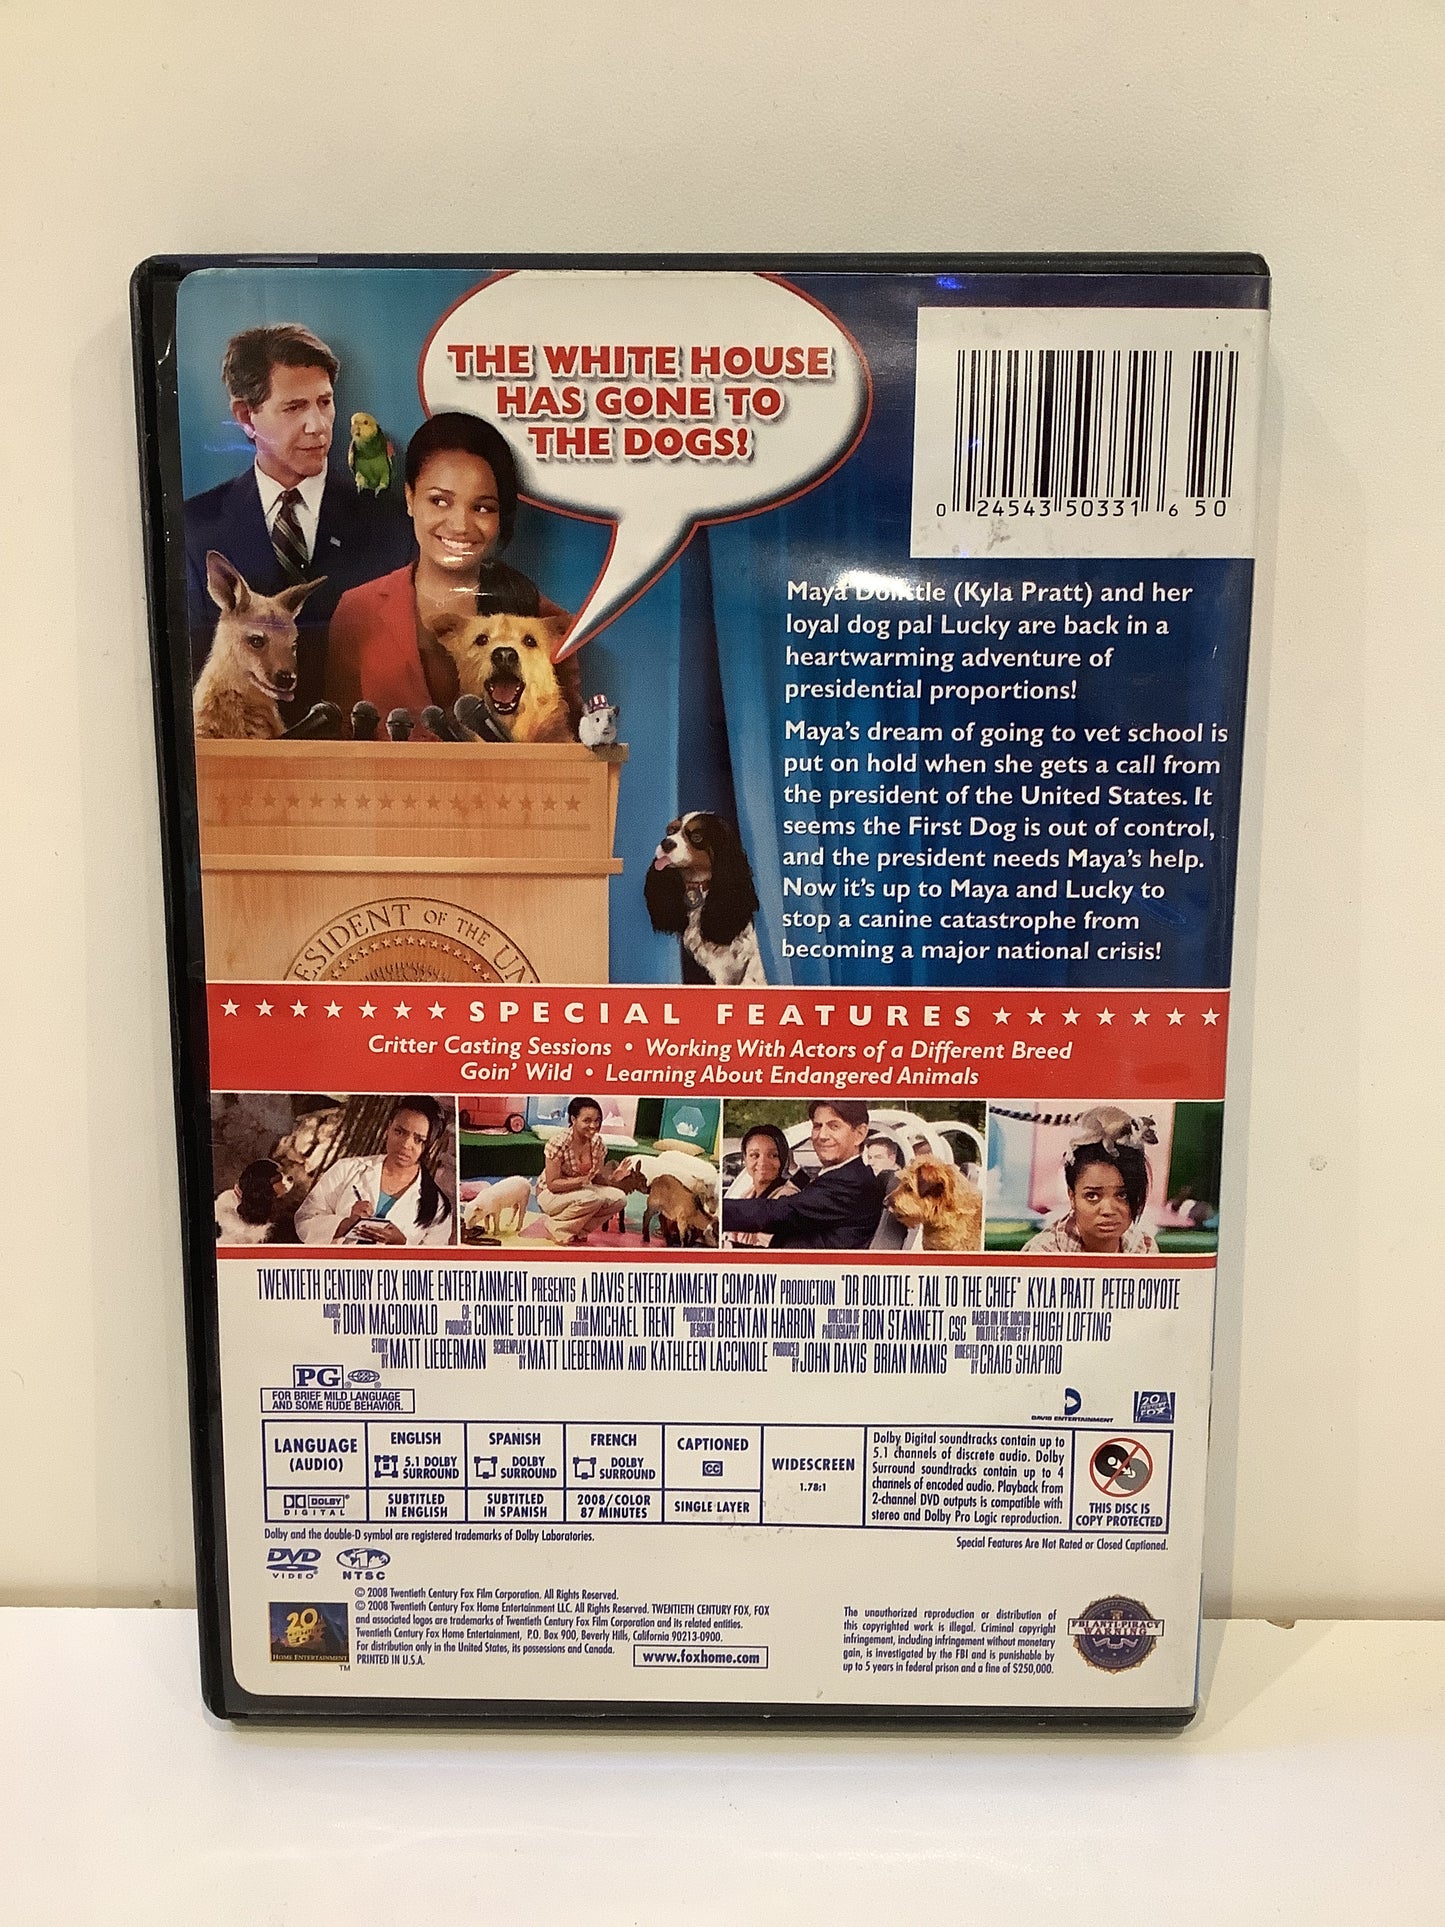 THE WHITE HOUSE
HAS GONE TO
THE DOGS!
0 24543 50331 6 50
Maya Dolittle (Kyla Pratt) and her
loyal dog pal Lucky are back in a
heartwarming adventure of
presidential proportions!
Maya's dream of going to vet school is
put on hold when she gets a call from
the president of the United States. It
seems the First Dog is out of control,
and the president needs Maya's help.
Now it's up to Maya and Lucky to
stop a canine catastrophe from
becoming a major national crisis!
ESIDENT OF THE UN
★ ★ ★ ★ ★ ★ ★ SPECIAL FEATURES ★ ★ ★ ★ ★ ★ ★
Critter Casting Sessions • Working With Actors of a Different Breed
Goin' Wild • Learning About Endangered Animals
TWENTIETH CENTURY FOX HOME ENTERTAINMENT PRESENTS A DAVIS ENTERTAINMENT COMPANY PRODUCTION "DR DOLITTLE: TAIL TO THE CHIEF" KYLA PRATT PETER COYOTE
MUSIC BY DON MACDONALD CO-PRODUCER CONNIE DOLPHIN FILM EDITOR MICHAEL TRENT PRODUCTION DESIGNER BRENTAN HARRON DIRECTOR OF PHOTOGRAPHY RON STANNETT, CSC BASED ON THE DOCTOR DOLITTLE STORIES BY HUGH LOFTING
STORY BY MATT LIEBERMAN SCREENPLAY BY MATT LIEBERMAN AND KATHLEEN LACCINOLE PRODUCED BY JOHN DAVIS BRIAN MANIS DIRECTED BY CRAIG SHAPIRO
PG
FOR BRIEF MILD LANGUAGE
AND SOME RUDE BEHAVIOR.
DAVIS ENTERTAINMENT
20th CENTURY FOX
LANGUAGE
(AUDIO)
DOLBY
DIGITAL
ENGLISH
5.1 DOLBY
SURROUND
SUBTITLED
IN ENGLISH
SPANISH
DOLBY
SURROUND
SUBTITLED
IN SPANISH
FRENCH
DOLBY
SURROUND
2008/COLOR
87 MINUTES
CAPTIONED
CC
SINGLE LAYER
WIDESCREEN
1.78:1
Dolby Digital soundtracks contain up to
5.1 channels of discrete audio. Dolby
Surround soundtracks contain up to 4
channels of encoded audio. Playback from
2-channel DVD outputs is compatible with
stereo and Dolby Pro Logic reproduction.
THIS DISC IS
COPY PROTECTED
Dolby and the double-D symbol are registered trademarks of Dolby Laboratories.
Special Features Are Not Rated or Closed Captioned.
DVD
VIDEO
1
NTSC
20th CENTURY FOX
HOME ENTERTAINMENT
TM
© 2008 Twentieth Century Fox Film Corporation. All Rights Reserved.
© 2008 Twentieth Century Fox Home Entertainment LLC. All Rights Reserved. TWENTIETH CENTURY FOX, FOX
and associated logos are trademarks of Twentieth Century Fox Film Corporation and its related entities.
Twentieth Century Fox Home Entertainment, P.O. Box 900, Beverly Hills, California 90213-0900.
For distribution only in the United States, its possessions and Canada.
PRINTED IN U.S.A.
www.foxhome.com
The unauthorized reproduction or distribution of
this copyrighted work is illegal. Criminal copyright
infringement, including infringement without monetary
gain, is investigated by the FBI and is punishable by
up to 5 years in federal prison and a fine of $250,000.
FBI ANTI-PIRACY
WARNING